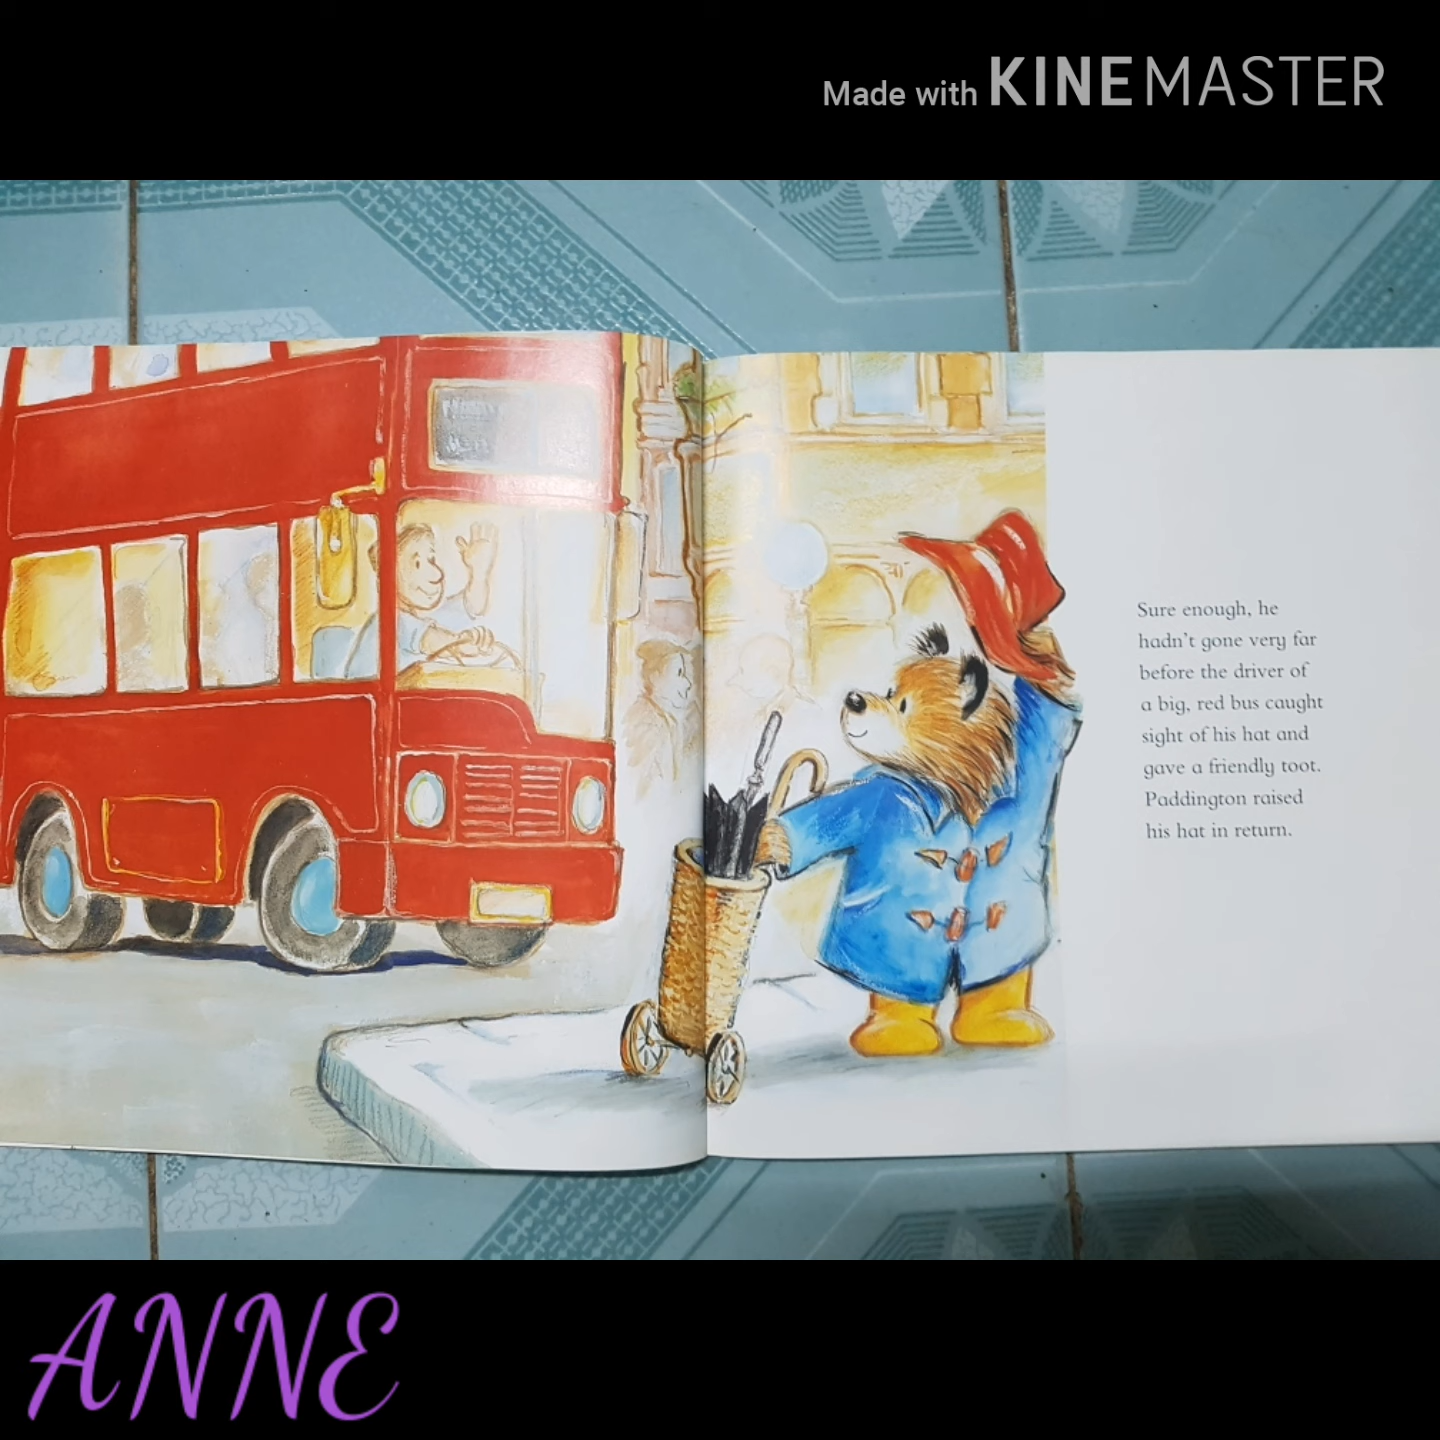 Made with KINEMASTER
Sure enough, he
hadn't gone very far
before the driver of
a big, red bus caught
sight of his hat and
gave a friendly toot.
Paddington raised
his hat in return.
ANNE